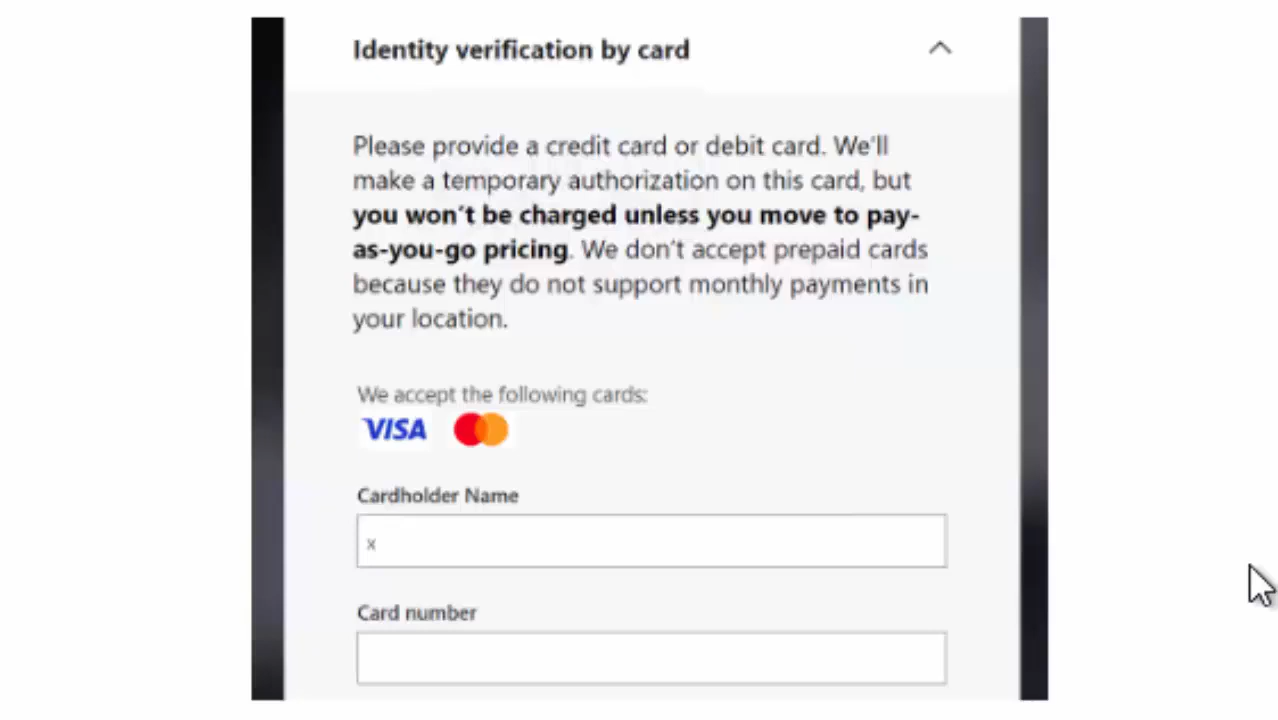 Identity verification by card
Please provide a credit card or debit card. We'll
make a temporary authorization on this card, but
you won't be charged unless you move to pay-
as-you-go pricing. We don't accept prepaid cards
because they do not support monthly payments in
your location.
We accept the following cards:
VISA
Cardholder Name
x
Card number